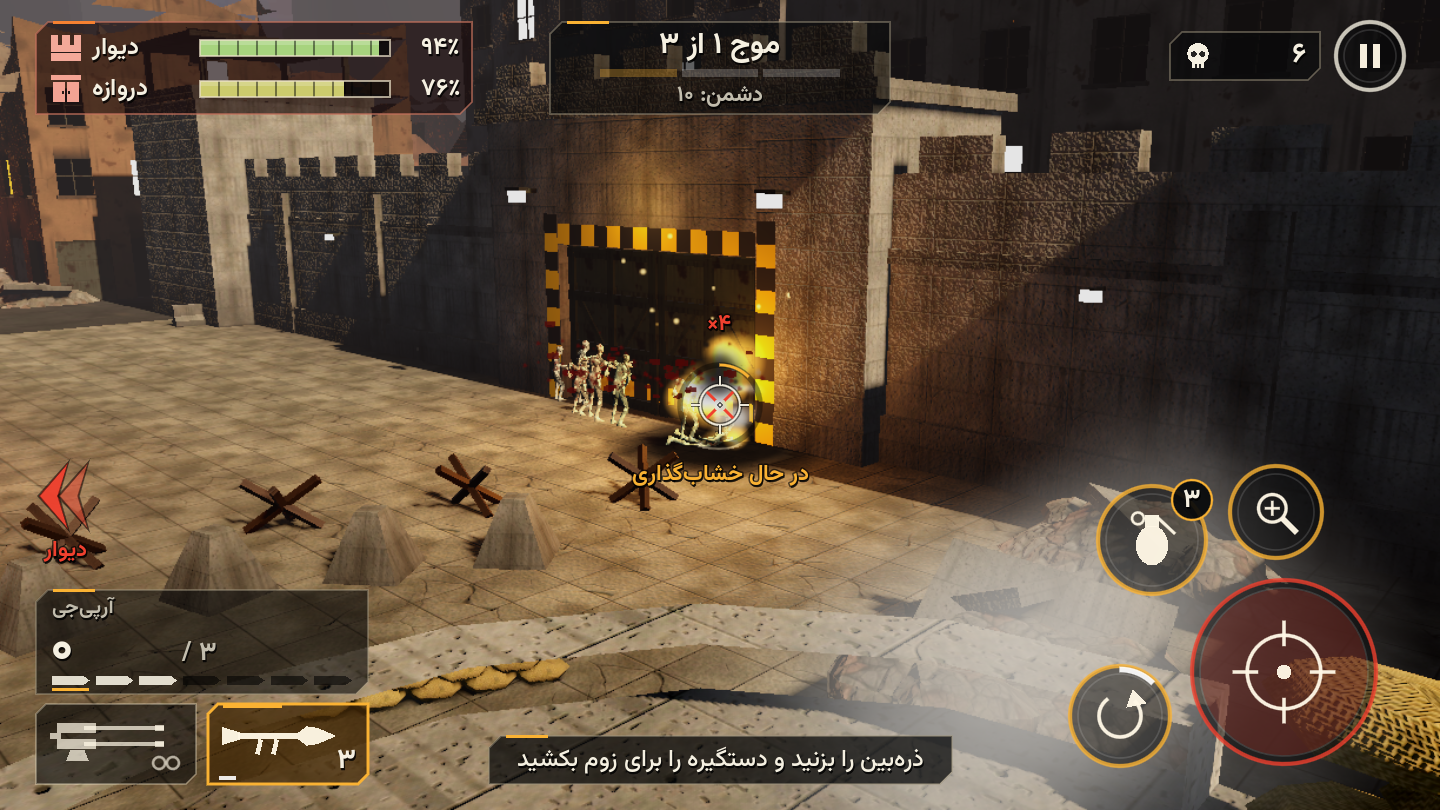 دیوار ۹۴٪
دروازه ۷۶٪
موج ۱ از ۳
دشمن: ۱۰
۶
×۴
در حال خشاب‌گذاری
دیوار
آرپی‌جی
۰ / ۳
۳
∞
۳
ذره‌بین را بزنید و دستگیره را برای زوم بکشید